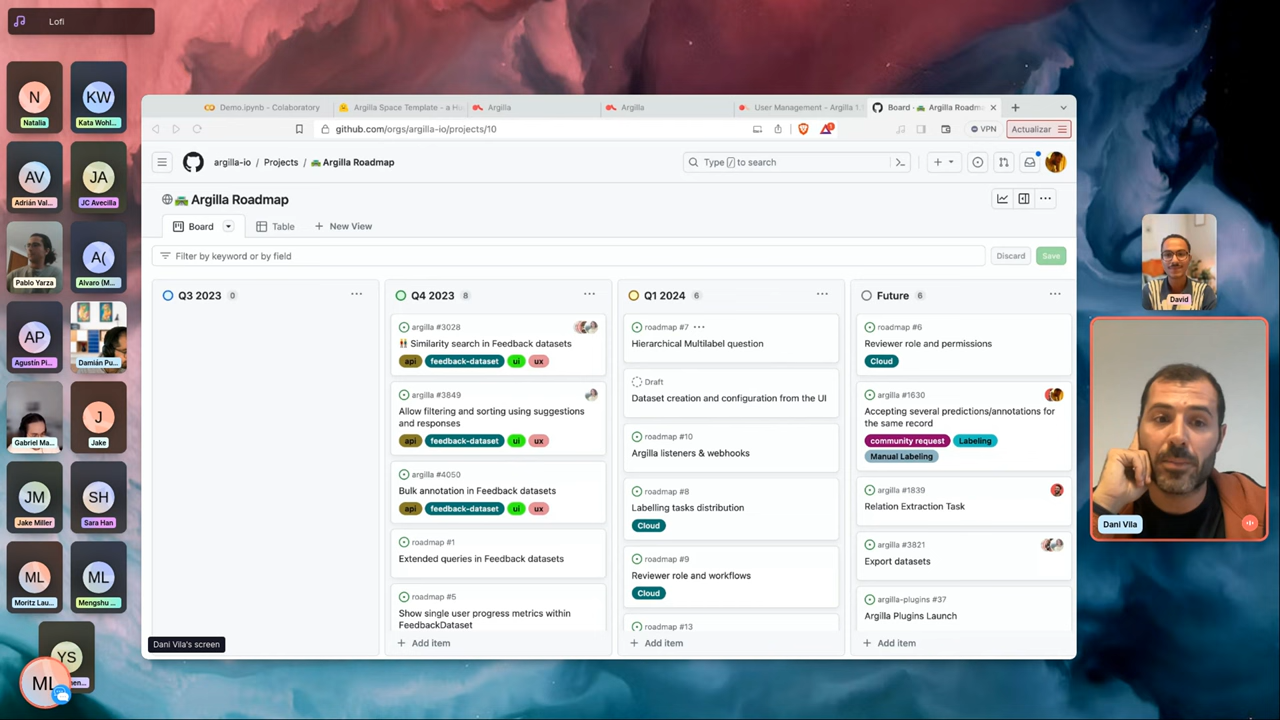 Lofi
N
Natalia
KW
Kata Wohl...
AV
Adrián Val...
JA
JC Avecilla
Pablo Yarza
A(
Alvaro (M...
AP
Agustín Pi...
Damián Pu...
Gabriel Ma...
J
Jake
JM
Jake Miller
SH
Sara Han
ML
Moritz Lau...
ML
Mengshu ...
YS
ML
Demo.ipynb - Colaboratory
Argilla Space Template - a H
Argilla
Argilla
User Management - Argilla 1.
Board · Argilla Roadm
github.com/orgs/argilla-io/projects/10
VPN
Actualizar
argilla-io / Projects / Argilla Roadmap
Type / to search
Argilla Roadmap
Board
Table
New View
Filter by keyword or by field
Discard
Save
Q3 2023 0
Q4 2023 8
argilla #3028
Similarity search in Feedback datasets
api feedback-dataset ui ux
argilla #3849
Allow filtering and sorting using suggestions
and responses
api feedback-dataset ui ux
argilla #4050
Bulk annotation in Feedback datasets
api feedback-dataset ui ux
roadmap #1
Extended queries in Feedback datasets
roadmap #5
Show single user progress metrics within
FeedbackDataset
+ Add item
Q1 2024 6
roadmap #7 ...
Hierarchical Multilabel question
Draft
Dataset creation and configuration from the UI
roadmap #10
Argilla listeners & webhooks
roadmap #8
Labelling tasks distribution
Cloud
roadmap #9
Reviewer role and workflows
Cloud
roadmap #13
+ Add item
Future 6
roadmap #6
Reviewer role and permissions
Cloud
argilla #1630
Accepting several predictions/annotations for
the same record
community request Labeling
Manual Labeling
argilla #1839
Relation Extraction Task
argilla #3821
Export datasets
argilla-plugins #37
Argilla Plugins Launch
+ Add item
Dani Vila's screen
David
Dani Vila